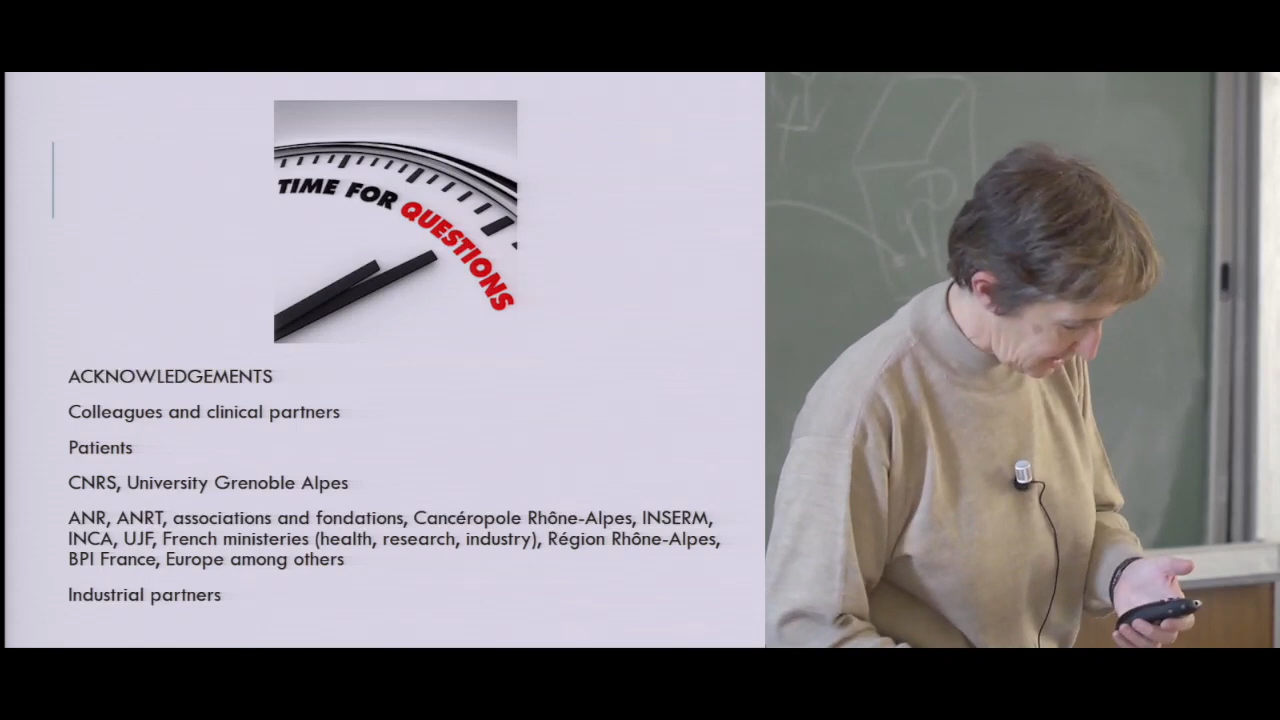 TIME FOR QUESTIONS
ACKNOWLEDGEMENTS
Colleagues and clinical partners
Patients
CNRS, University Grenoble Alpes
ANR, ANRT, associations and fondations, Cancéropole Rhône-Alpes, INSERM,
INCA, UJF, French ministeries (health, research, industry), Région Rhône-Alpes,
BPI France, Europe among others
Industrial partners